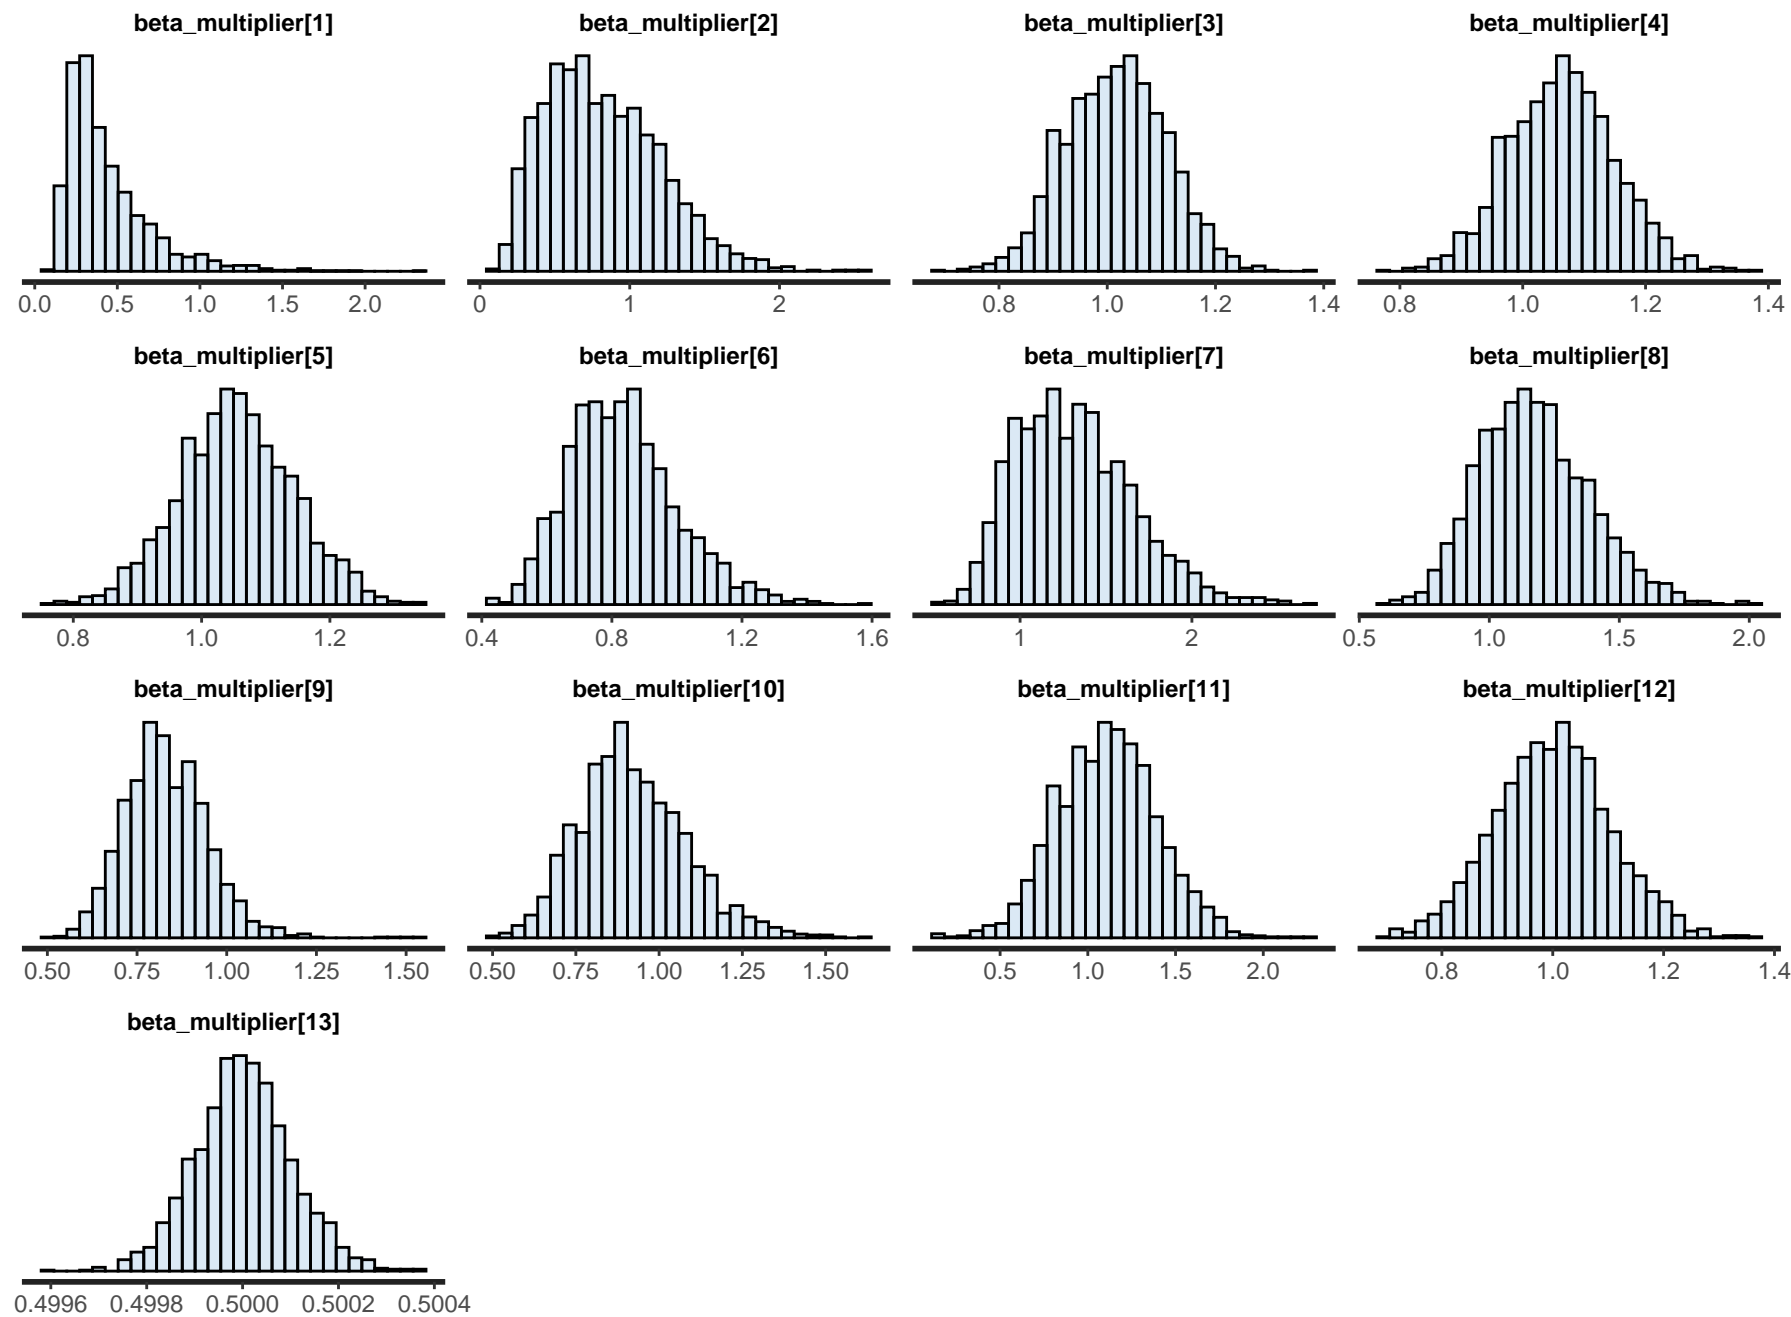 beta_multiplier[1] beta_multiplier[2] beta_multiplier[3] beta_multiplier[4]
0.0 0.5 1.0 1.5 2.0 0 1 2 0.8 1.0 1.2 1.4 0.8 1.0 1.2 1.4
beta_multiplier[5] beta_multiplier[6] beta_multiplier[7] beta_multiplier[8]
0.8 1.0 1.2 0.4 0.8 1.2 1.6 1 2 0.5 1.0 1.5 2.0
beta_multiplier[9] beta_multiplier[10] beta_multiplier[11] beta_multiplier[12]
0.50 0.75 1.00 1.25 1.50 0.50 0.75 1.00 1.25 1.50 0.5 1.0 1.5 2.0 0.8 1.0 1.2 1.4
beta_multiplier[13]
0.4996 0.4998 0.5000 0.5002 0.5004